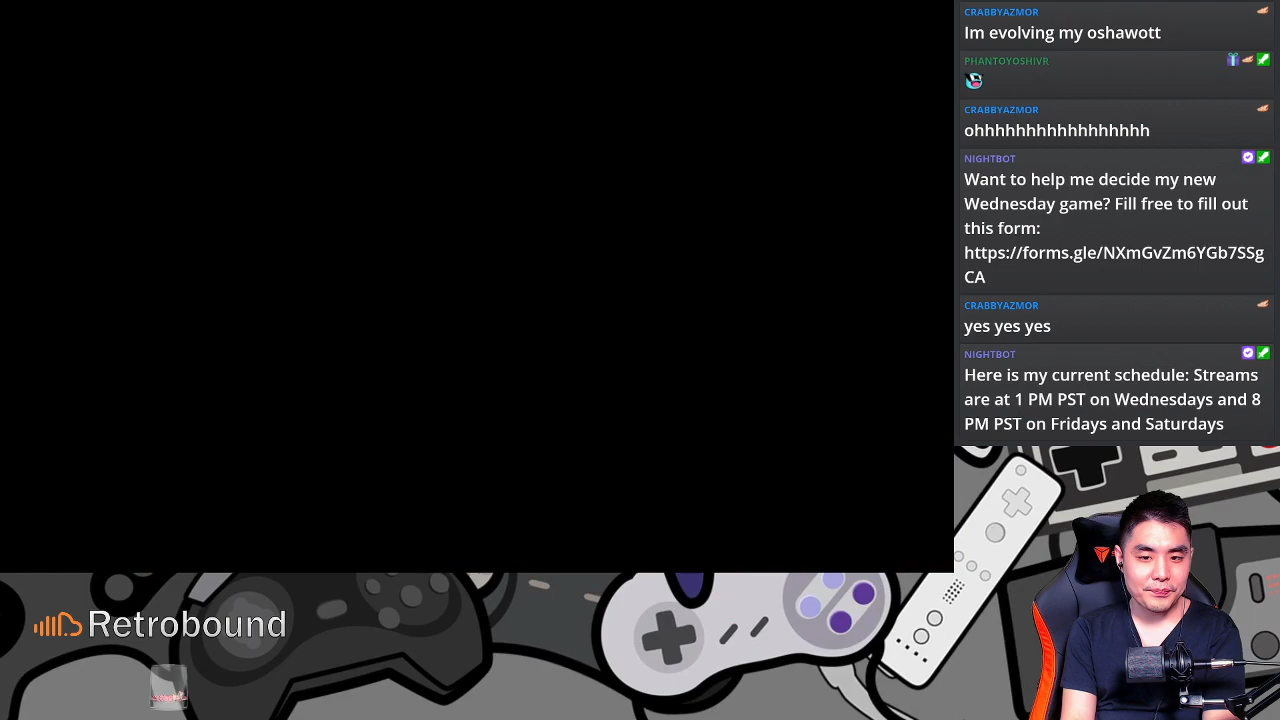 CRABBYAZMOR
Im evolving my oshawott
PHANTOYOSHIVR
CRABBYAZMOR
ohhhhhhhhhhhhhhhhh
NIGHTBOT
Want to help me decide my new
Wednesday game? Fill free to fill out
this form:
https://forms.gle/NXmGvZm6YGb7SSg
CA
CRABBYAZMOR
yes yes yes
NIGHTBOT
Here is my current schedule: Streams
are at 1 PM PST on Wednesdays and 8
PM PST on Fridays and Saturdays
Retrobound